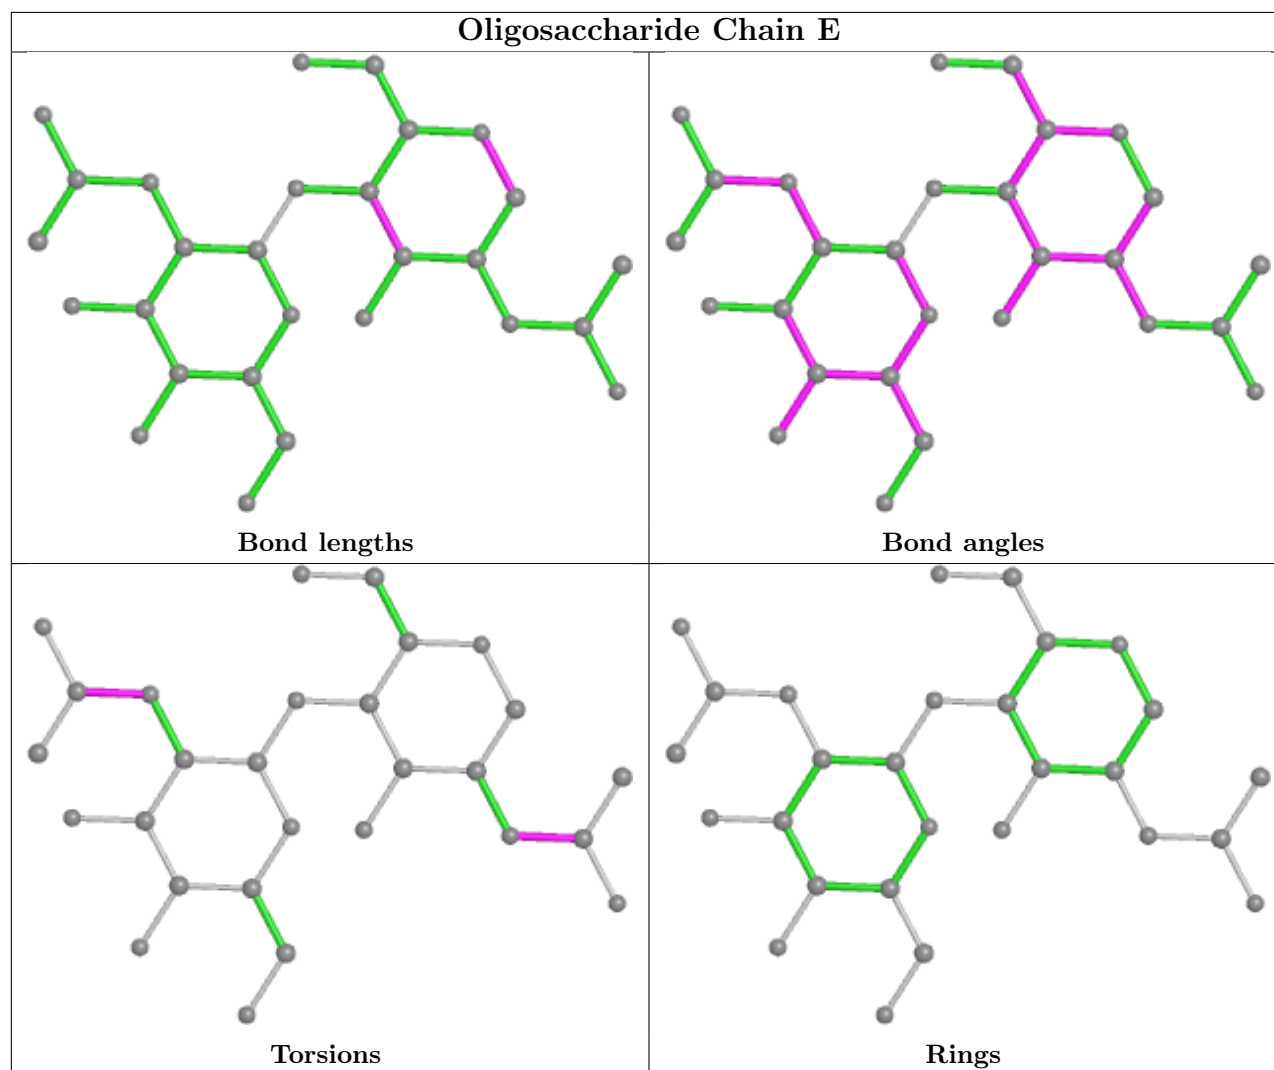 Oligosaccharide Chain E
Bond lengths
Bond angles
Torsions
Rings